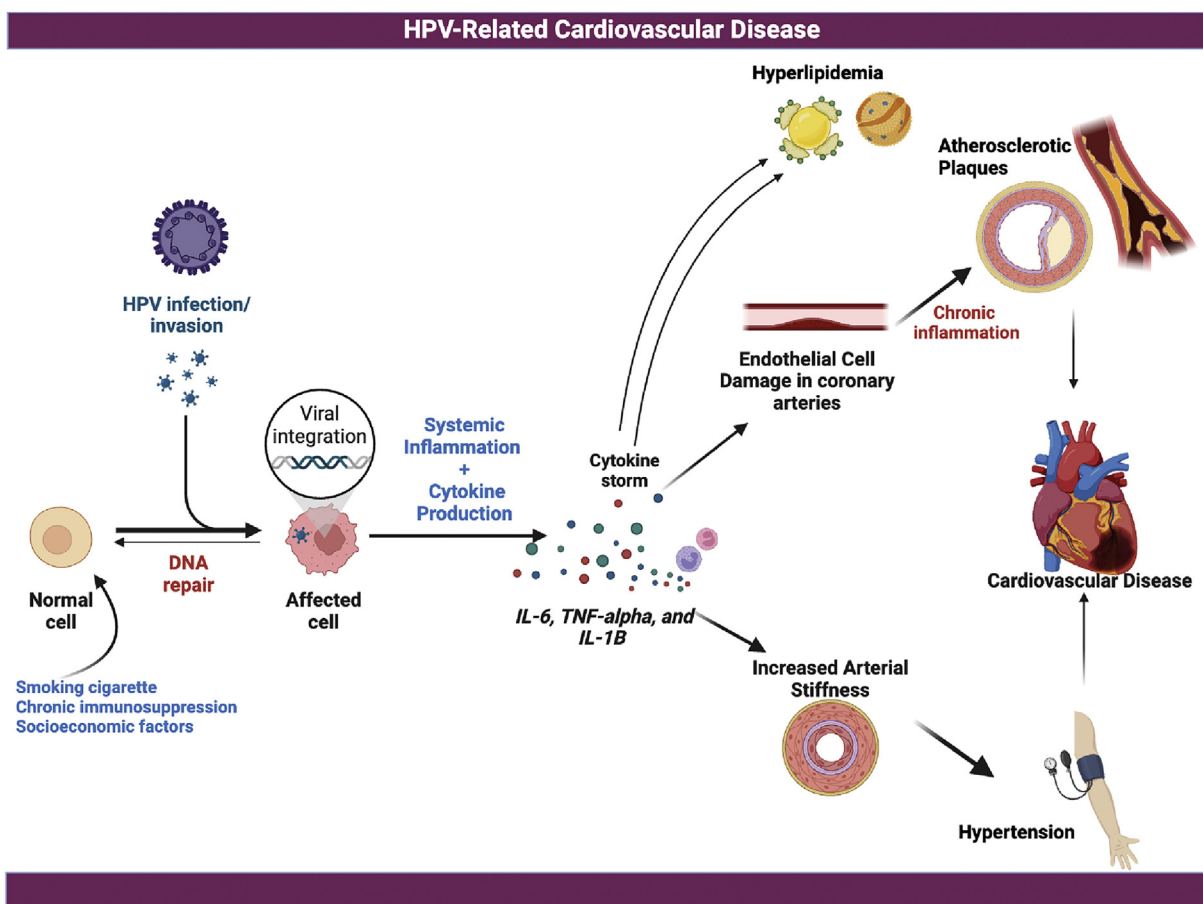 HPV-Related Cardiovascular Disease
Hyperlipidemia
Atherosclerotic
Plaques
HPV infection/
invasion
Chronic
inflammation
Endothelial Cell
Damage in coronary
arteries
Viral
integration
Systemic
Inflammation
+
Cytokine
Production
Cytokine
storm
DNA
repair
Normal
cell
Affected
cell
IL-6, TNF-alpha, and
IL-1B
Cardiovascular Disease
Smoking cigarette
Chronic immunosuppression
Socioeconomic factors
Increased Arterial
Stiffness
Hypertension